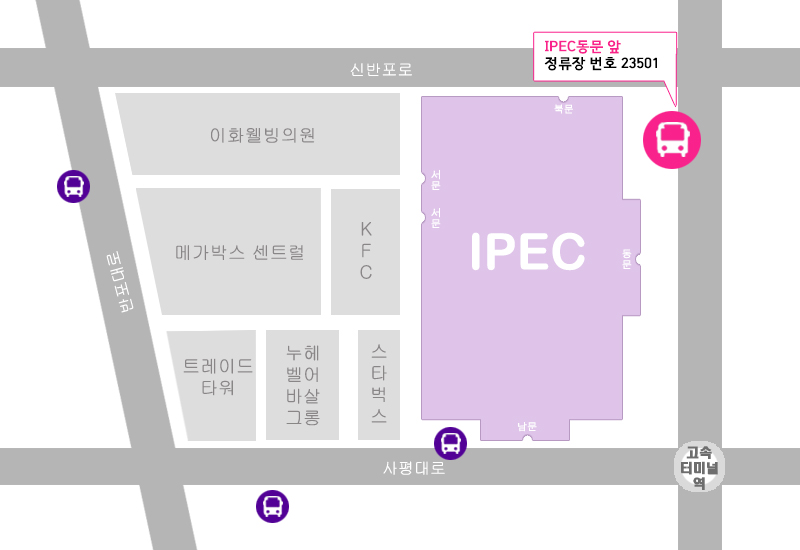 IPEC동문 앞
정류장 번호 23501
신반포로
북문
이화웰빙의원
서문
서문
메가박스 센트럴
K
F
C
IPEC
동문
남포대로
트레이드
타워
누헤
벨어
바살
그롱
스
타
벅
스
남문
사평대로
고속
터미널
역